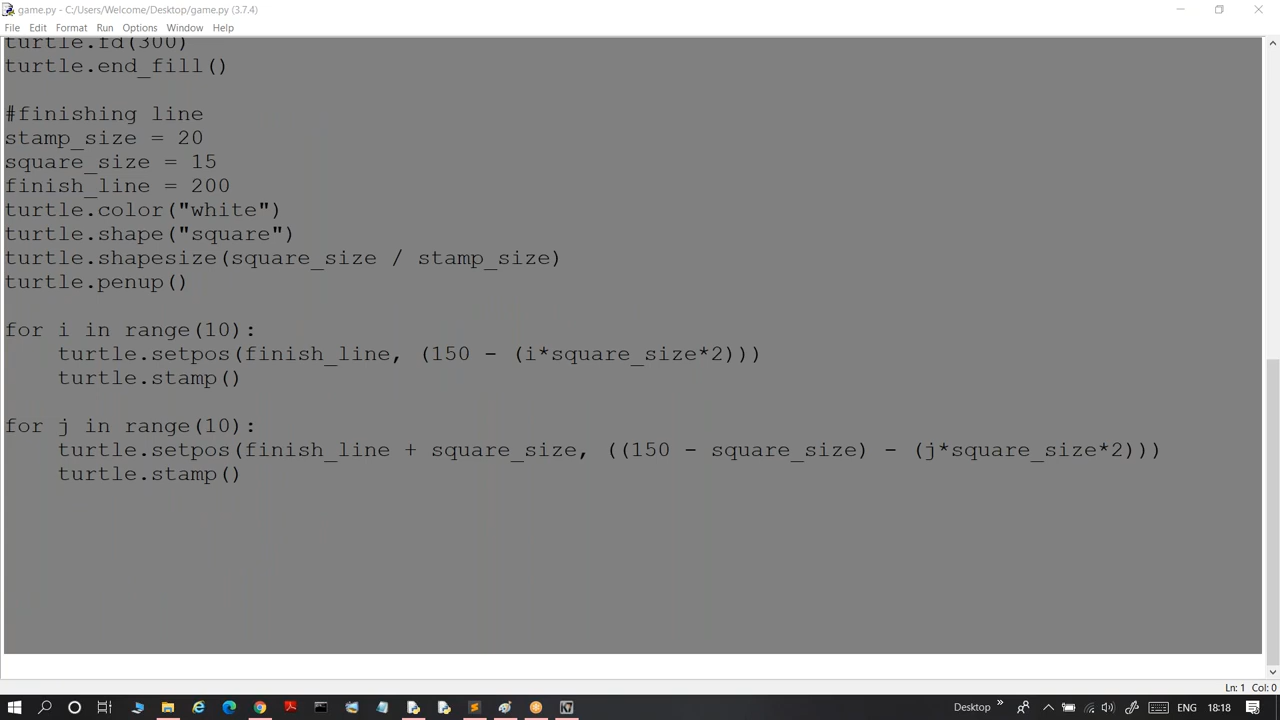 game.py - C:/Users/Welcome/Desktop/game.py (3.7.4)
File Edit Format Run Options Window Help
turtle.fd(300)
turtle.end_fill()
#finishing line
stamp_size = 20
square_size = 15
finish_line = 200
turtle.color("white")
turtle.shape("square")
turtle.shapesize(square_size / stamp_size)
turtle.penup()
for i in range(10):
    turtle.setpos(finish_line, (150 - (i*square_size*2)))
    turtle.stamp()
for j in range(10):
    turtle.setpos(finish_line + square_size, ((150 - square_size) - (j*square_size*2)))
    turtle.stamp()
Ln: 1 Col: 0
Desktop » ENG 18:18